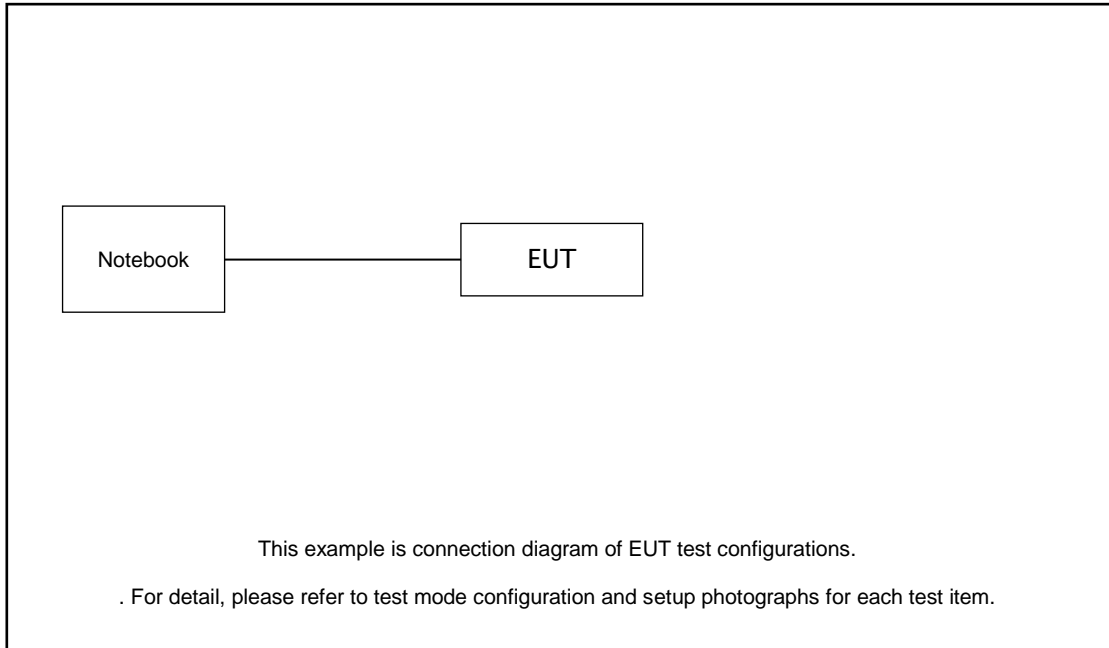 Notebook
EUT
This example is connection diagram of EUT test configurations.
. For detail, please refer to test mode configuration and setup photographs for each test item.